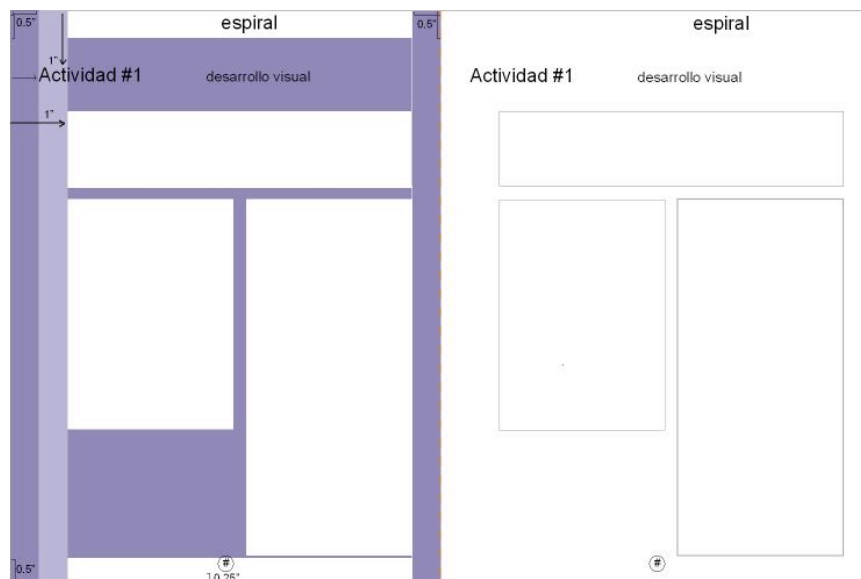 0.5"
espiral
0.5"
espiral
1"
Actividad #1
desarrollo visual
Actividad #1
desarrollo visual
1"
0.5"
#
0.25"
#